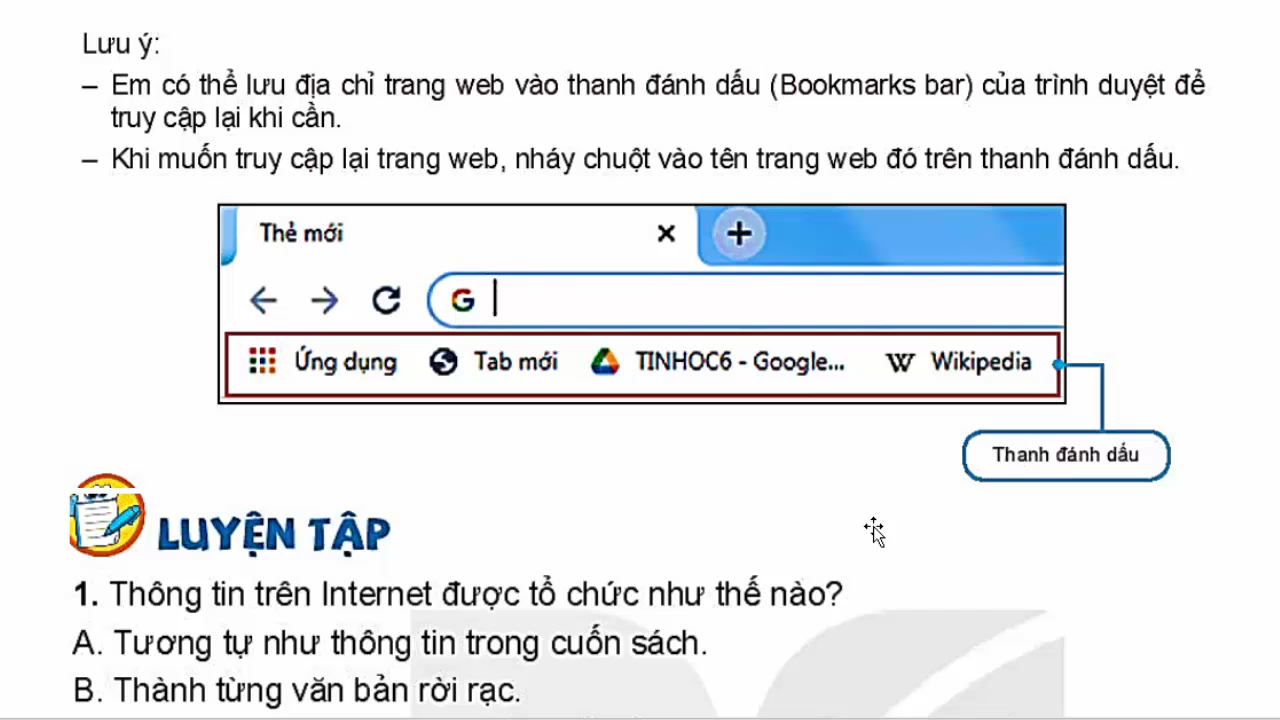 Lưu ý:
– Em có thể lưu địa chỉ trang web vào thanh đánh dấu (Bookmarks bar) của trình duyệt để
truy cập lại khi cần.
– Khi muốn truy cập lại trang web, nháy chuột vào tên trang web đó trên thanh đánh dấu.
Thẻ mới
Ứng dụng Tab mới TINHOC6 - Google... Wikipedia
Thanh đánh dấu
LUYỆN TẬP
1. Thông tin trên Internet được tổ chức như thế nào?
A. Tương tự như thông tin trong cuốn sách.
B. Thành từng văn bản rời rạc.